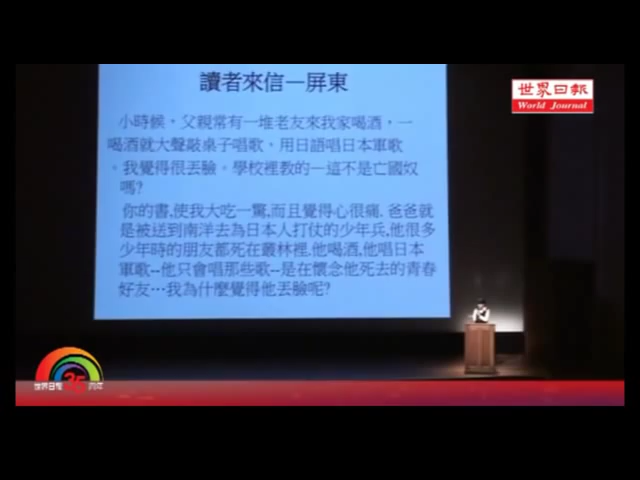 讀者來信－屏東
世界日報
World Journal
小時候，父親常有一堆老友來我家喝酒，一
喝酒就大聲敲桌子唱歌、用日語唱日本軍歌
。我覺得很丟臉。學校裡教的－這不是亡國奴
嗎?
你的書,使我大吃一驚,而且覺得心很痛. 爸爸就
是被送到南洋去為日本人打仗的少年兵,他很多
少年時的朋友都死在叢林裡.他喝酒,他唱日本
軍歌--他只會唱那些歌--是在懷念他死去的青春
好友…我為什麼覺得他丟臉呢?
世界日報 35 周年